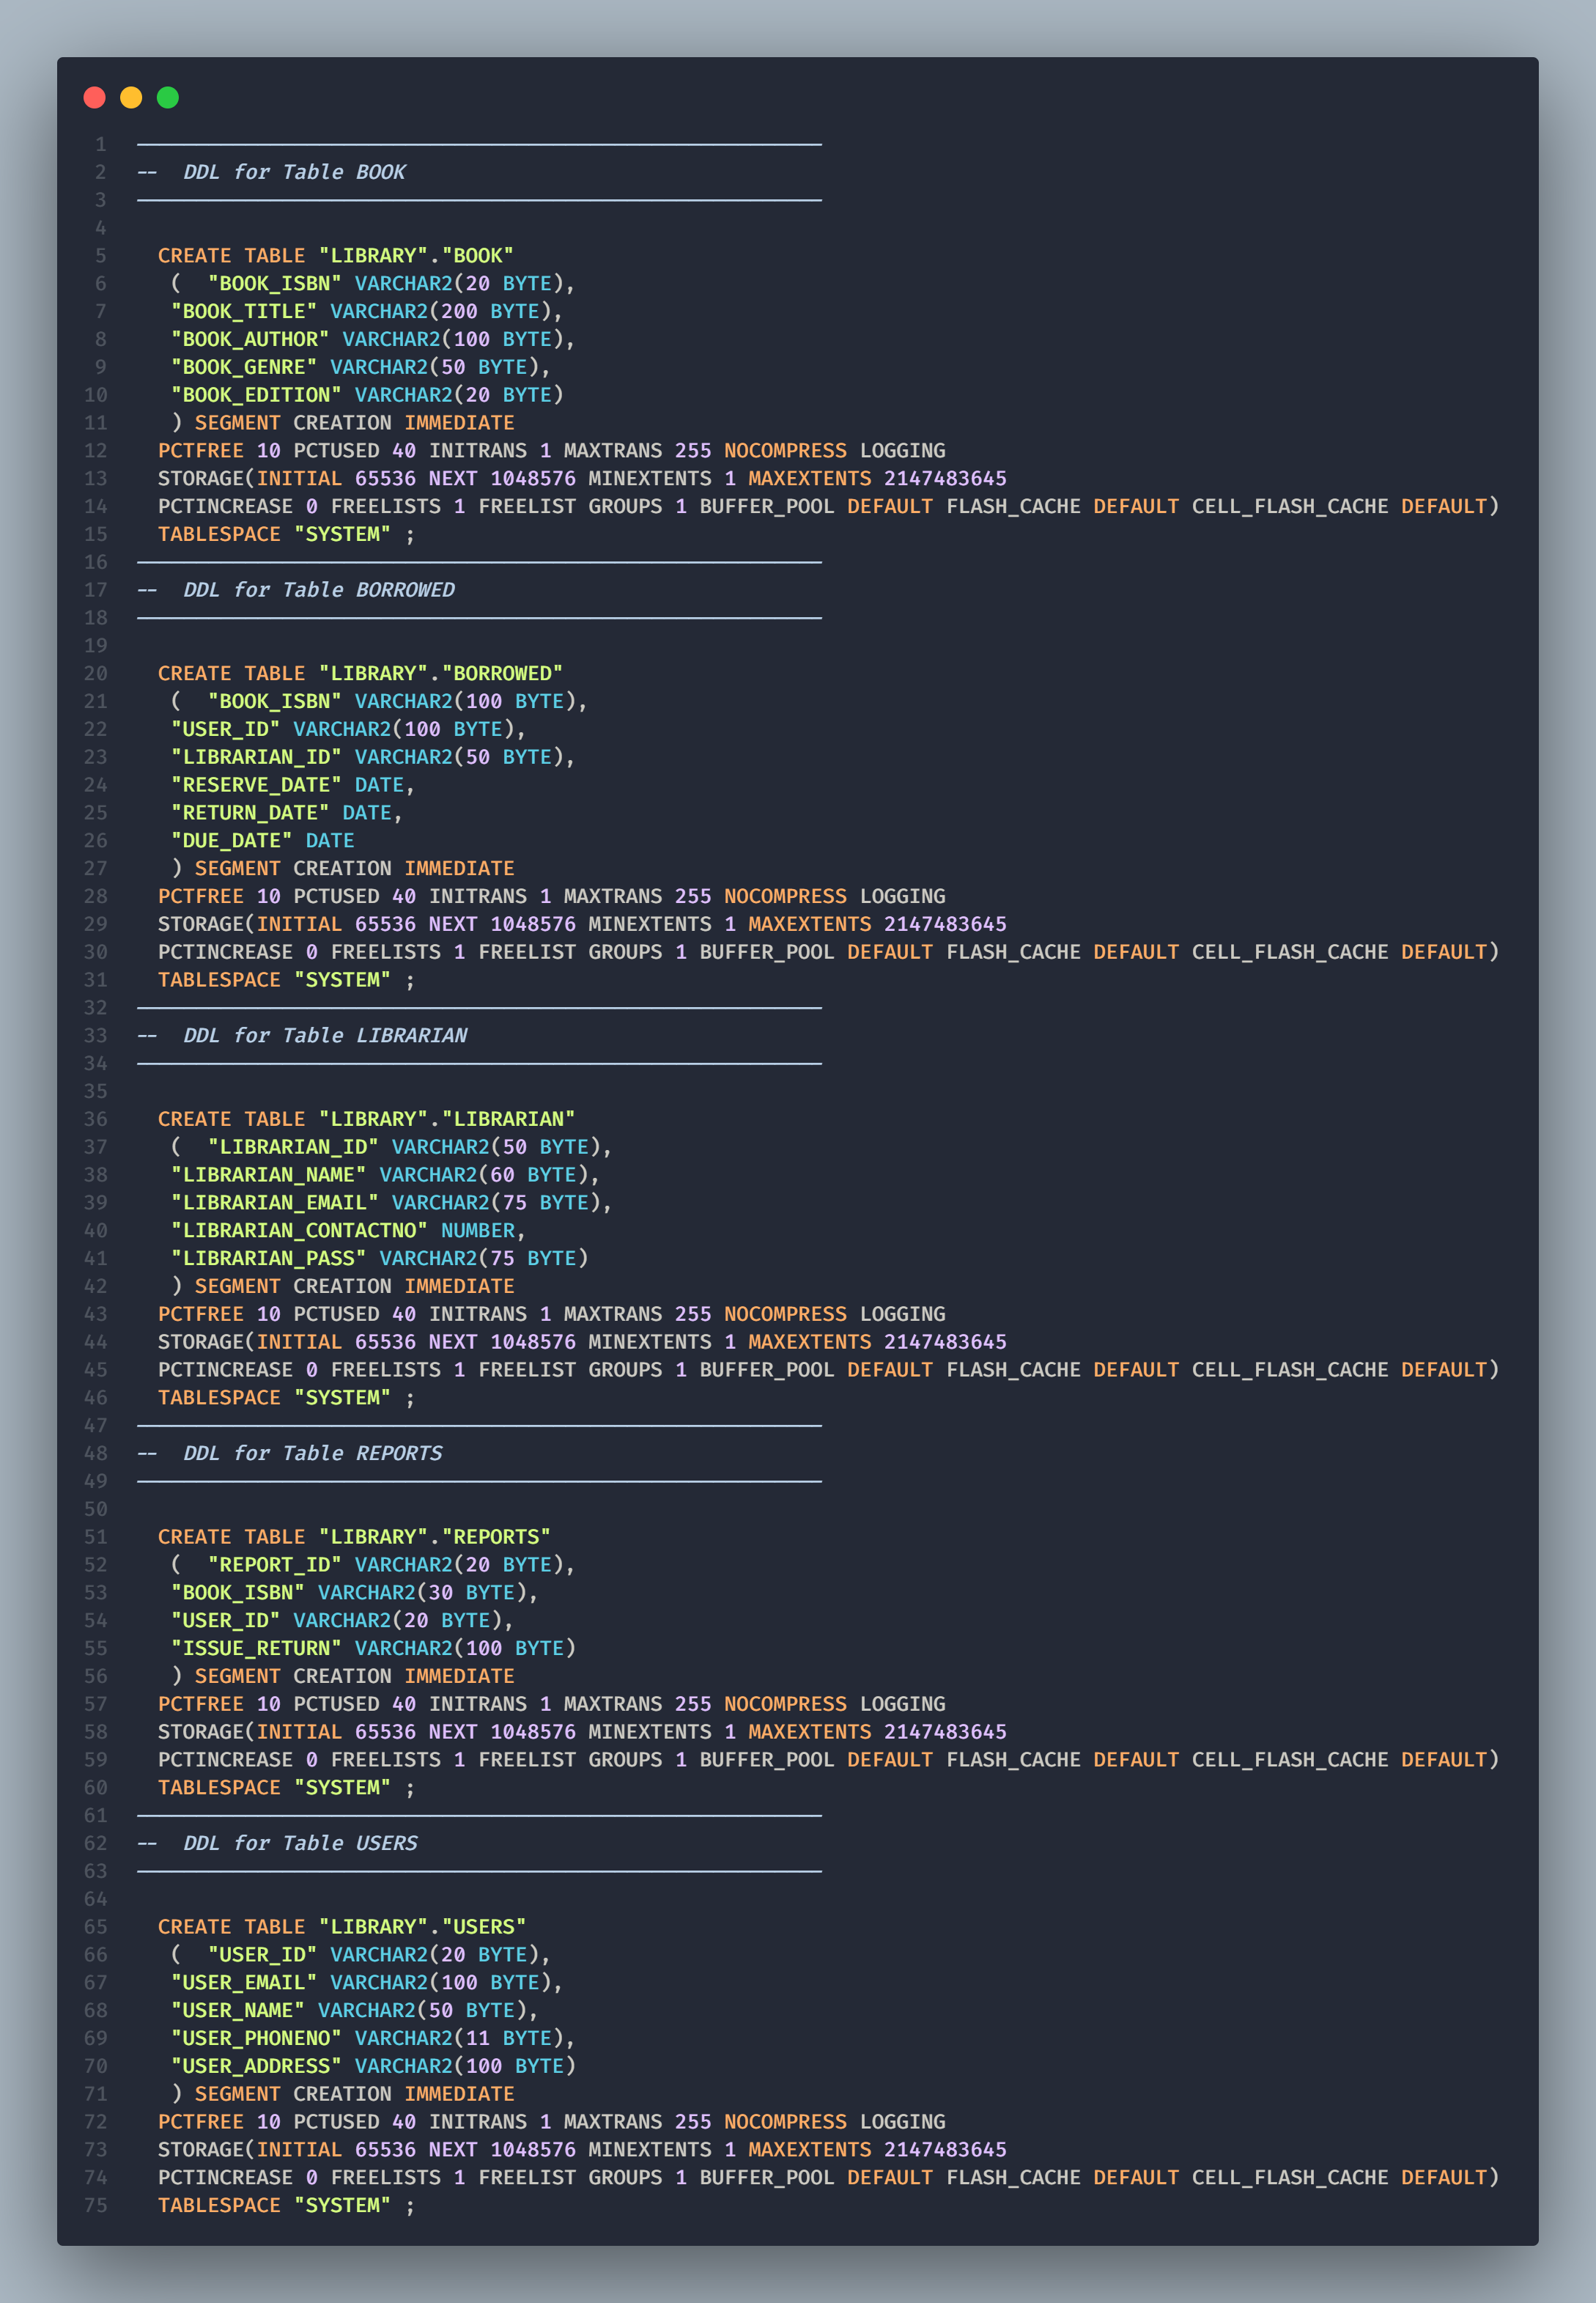 1 --------------------------------------------------------
2 --  DDL for Table BOOK
3 --------------------------------------------------------
4
5   CREATE TABLE "LIBRARY"."BOOK"
6    (  "BOOK_ISBN" VARCHAR2(20 BYTE),
7    "BOOK_TITLE" VARCHAR2(200 BYTE),
8    "BOOK_AUTHOR" VARCHAR2(100 BYTE),
9    "BOOK_GENRE" VARCHAR2(50 BYTE),
10    "BOOK_EDITION" VARCHAR2(20 BYTE)
11    ) SEGMENT CREATION IMMEDIATE
12   PCTFREE 10 PCTUSED 40 INITRANS 1 MAXTRANS 255 NOCOMPRESS LOGGING
13   STORAGE(INITIAL 65536 NEXT 1048576 MINEXTENTS 1 MAXEXTENTS 2147483645
14   PCTINCREASE 0 FREELISTS 1 FREELIST GROUPS 1 BUFFER_POOL DEFAULT FLASH_CACHE DEFAULT CELL_FLASH_CACHE DEFAULT)
15   TABLESPACE "SYSTEM" ;
16 --------------------------------------------------------
17 --  DDL for Table BORROWED
18 --------------------------------------------------------
19
20   CREATE TABLE "LIBRARY"."BORROWED"
21    (  "BOOK_ISBN" VARCHAR2(100 BYTE),
22    "USER_ID" VARCHAR2(100 BYTE),
23    "LIBRARIAN_ID" VARCHAR2(50 BYTE),
24    "RESERVE_DATE" DATE,
25    "RETURN_DATE" DATE,
26    "DUE_DATE" DATE
27    ) SEGMENT CREATION IMMEDIATE
28   PCTFREE 10 PCTUSED 40 INITRANS 1 MAXTRANS 255 NOCOMPRESS LOGGING
29   STORAGE(INITIAL 65536 NEXT 1048576 MINEXTENTS 1 MAXEXTENTS 2147483645
30   PCTINCREASE 0 FREELISTS 1 FREELIST GROUPS 1 BUFFER_POOL DEFAULT FLASH_CACHE DEFAULT CELL_FLASH_CACHE DEFAULT)
31   TABLESPACE "SYSTEM" ;
32 --------------------------------------------------------
33 --  DDL for Table LIBRARIAN
34 --------------------------------------------------------
35
36   CREATE TABLE "LIBRARY"."LIBRARIAN"
37    (  "LIBRARIAN_ID" VARCHAR2(50 BYTE),
38    "LIBRARIAN_NAME" VARCHAR2(60 BYTE),
39    "LIBRARIAN_EMAIL" VARCHAR2(75 BYTE),
40    "LIBRARIAN_CONTACTNO" NUMBER,
41    "LIBRARIAN_PASS" VARCHAR2(75 BYTE)
42    ) SEGMENT CREATION IMMEDIATE
43   PCTFREE 10 PCTUSED 40 INITRANS 1 MAXTRANS 255 NOCOMPRESS LOGGING
44   STORAGE(INITIAL 65536 NEXT 1048576 MINEXTENTS 1 MAXEXTENTS 2147483645
45   PCTINCREASE 0 FREELISTS 1 FREELIST GROUPS 1 BUFFER_POOL DEFAULT FLASH_CACHE DEFAULT CELL_FLASH_CACHE DEFAULT)
46   TABLESPACE "SYSTEM" ;
47 --------------------------------------------------------
48 --  DDL for Table REPORTS
49 --------------------------------------------------------
50
51   CREATE TABLE "LIBRARY"."REPORTS"
52    (  "REPORT_ID" VARCHAR2(20 BYTE),
53    "BOOK_ISBN" VARCHAR2(30 BYTE),
54    "USER_ID" VARCHAR2(20 BYTE),
55    "ISSUE_RETURN" VARCHAR2(100 BYTE)
56    ) SEGMENT CREATION IMMEDIATE
57   PCTFREE 10 PCTUSED 40 INITRANS 1 MAXTRANS 255 NOCOMPRESS LOGGING
58   STORAGE(INITIAL 65536 NEXT 1048576 MINEXTENTS 1 MAXEXTENTS 2147483645
59   PCTINCREASE 0 FREELISTS 1 FREELIST GROUPS 1 BUFFER_POOL DEFAULT FLASH_CACHE DEFAULT CELL_FLASH_CACHE DEFAULT)
60   TABLESPACE "SYSTEM" ;
61 --------------------------------------------------------
62 --  DDL for Table USERS
63 --------------------------------------------------------
64
65   CREATE TABLE "LIBRARY"."USERS"
66    (  "USER_ID" VARCHAR2(20 BYTE),
67    "USER_EMAIL" VARCHAR2(100 BYTE),
68    "USER_NAME" VARCHAR2(50 BYTE),
69    "USER_PHONENO" VARCHAR2(11 BYTE),
70    "USER_ADDRESS" VARCHAR2(100 BYTE)
71    ) SEGMENT CREATION IMMEDIATE
72   PCTFREE 10 PCTUSED 40 INITRANS 1 MAXTRANS 255 NOCOMPRESS LOGGING
73   STORAGE(INITIAL 65536 NEXT 1048576 MINEXTENTS 1 MAXEXTENTS 2147483645
74   PCTINCREASE 0 FREELISTS 1 FREELIST GROUPS 1 BUFFER_POOL DEFAULT FLASH_CACHE DEFAULT CELL_FLASH_CACHE DEFAULT)
75   TABLESPACE "SYSTEM" ;